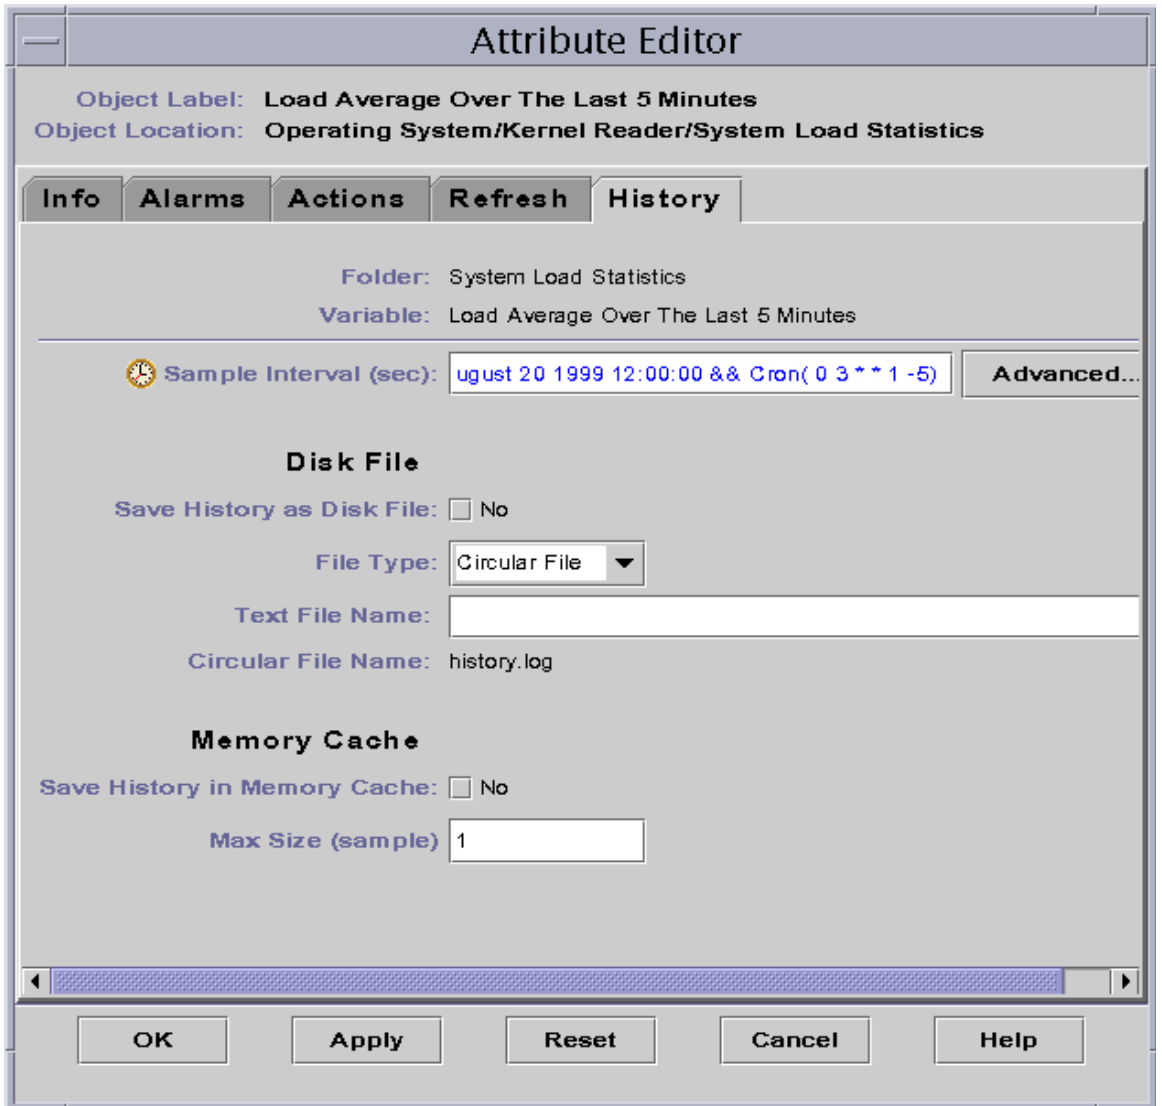 Attribute Editor
Object Label: Load Average Over The Last 5 Minutes
Object Location: Operating System/Kernel Reader/System Load Statistics
Info Alarms Actions Refresh History
Folder: System Load Statistics
Variable: Load Average Over The Last 5 Minutes
Sample Interval (sec): ugust 20 1999 12:00:00 && Cron( 0 3 * * 1 -5) Advanced...
Disk File
Save History as Disk File: No
File Type: Circular File
Text File Name:
Circular File Name: history.log
Memory Cache
Save History in Memory Cache: No
Max Size (sample) 1
OK Apply Reset Cancel Help